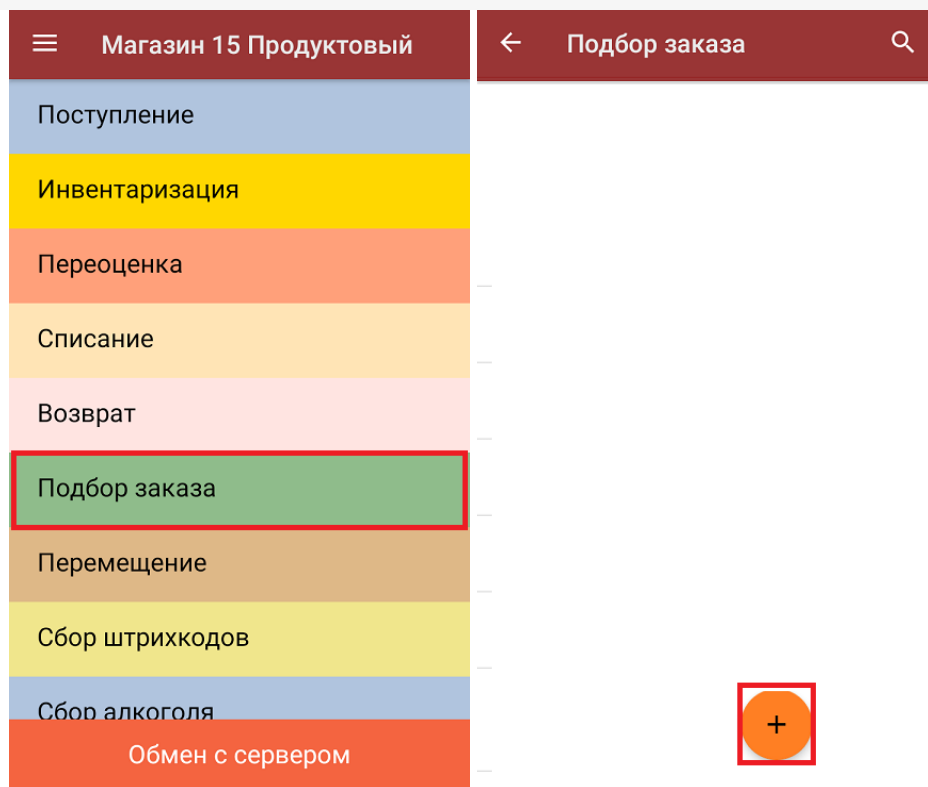 Магазин 15 Продуктовый
Поступление
Инвентаризация
Переоценка
Списание
Возврат
Подбор заказа
Перемещение
Сбор штрихкодов
Сбор алкоголя
Обмен с сервером
Подбор заказа
+